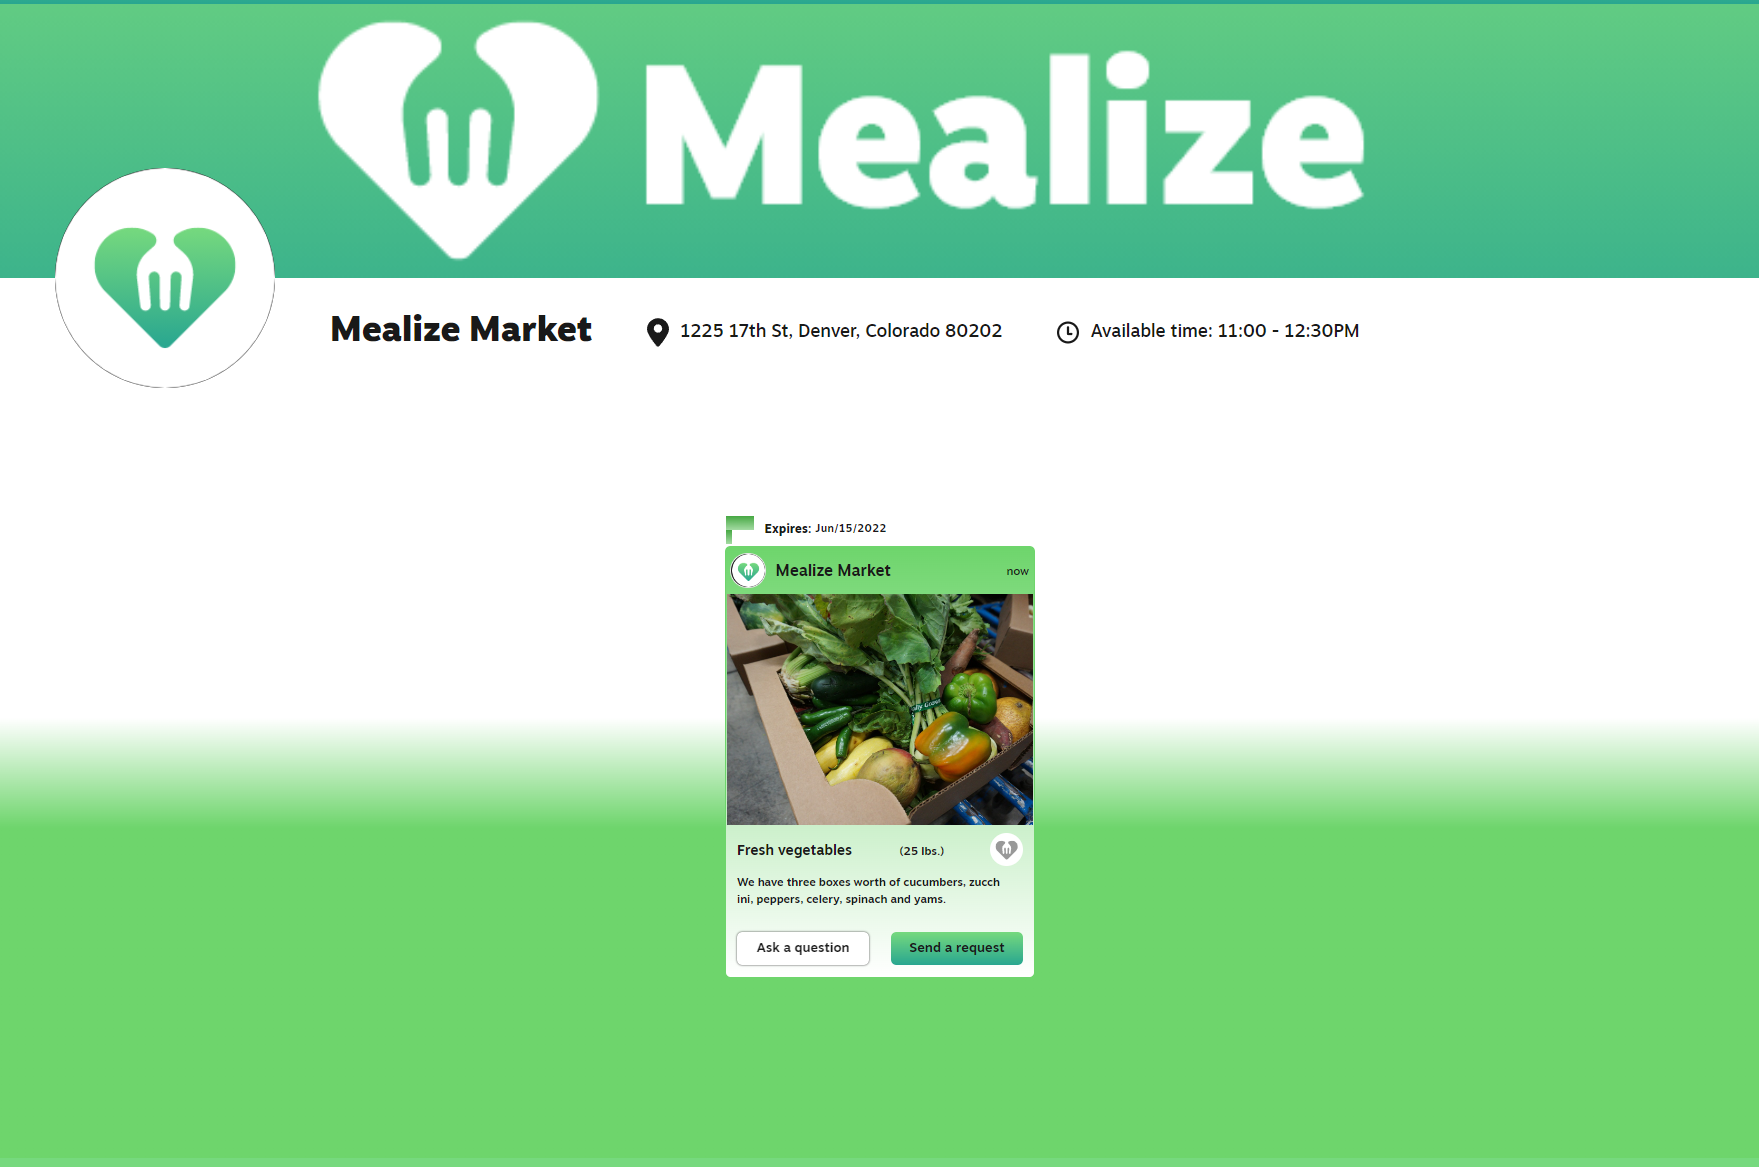 Mealize
Mealize Market
1225 17th St, Denver, Colorado 80202
Available time: 11:00 - 12:30PM
Expires: Jun/15/2022
Mealize Market
now
Fresh vegetables
(25 lbs.)
We have three boxes worth of cucumbers, zucch
ini, peppers, celery, spinach and yams.
Ask a question
Send a request